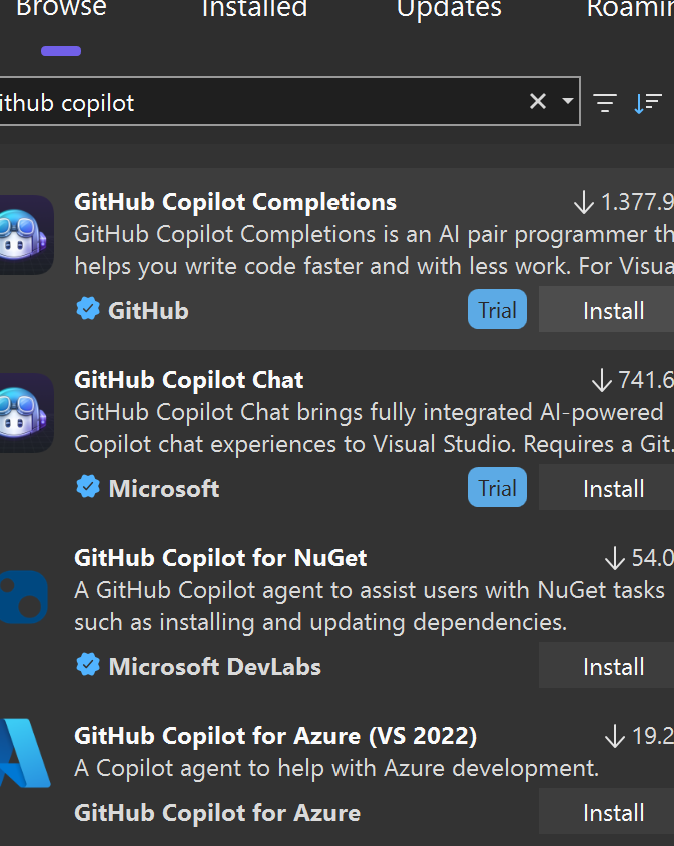 Browse Installed Updates Roamin
ithub copilot
GitHub Copilot Completions 1.377.9
GitHub Copilot Completions is an AI pair programmer th
helps you write code faster and with less work. For Visua
GitHub Trial Install
GitHub Copilot Chat 741.6
GitHub Copilot Chat brings fully integrated AI-powered
Copilot chat experiences to Visual Studio. Requires a Git...
Microsoft Trial Install
GitHub Copilot for NuGet 54.0
A GitHub Copilot agent to assist users with NuGet tasks
such as installing and updating dependencies.
Microsoft DevLabs Install
GitHub Copilot for Azure (VS 2022) 19.2
A Copilot agent to help with Azure development.
GitHub Copilot for Azure Install